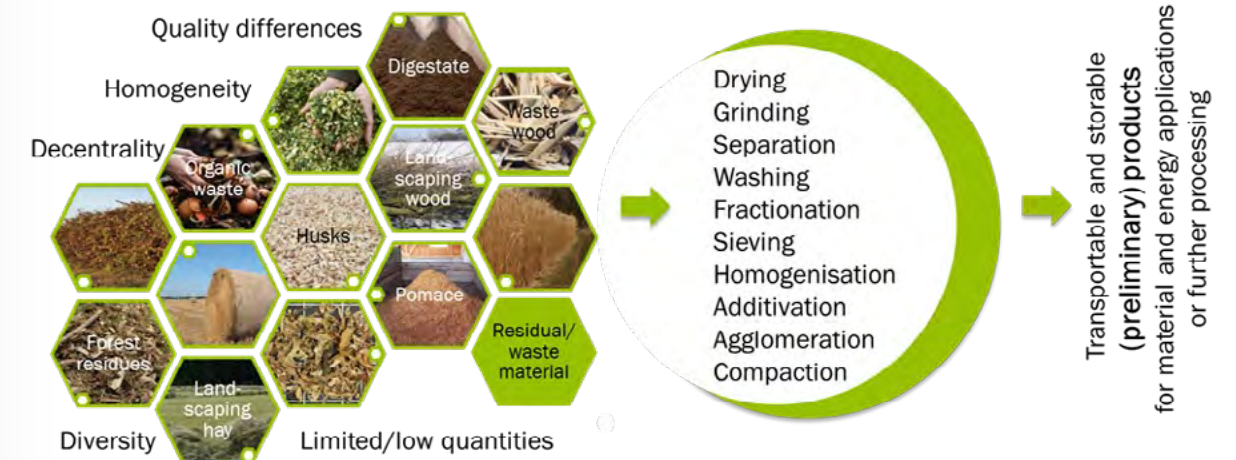 Quality differences
Homogeneity
Decentrality
Digestate
Waste
wood
Organic
waste
Land-
scaping
wood
Husks
Pomace
Forest
residues
Land-
scaping
hay
Residual/
waste
material
Diversity
Limited/low quantities
Drying
Grinding
Separation
Washing
Fractionation
Sieving
Homogenisation
Additivation
Agglomeration
Compaction
Transportable and storable
(preliminary) products
for material and energy applications
or further processing